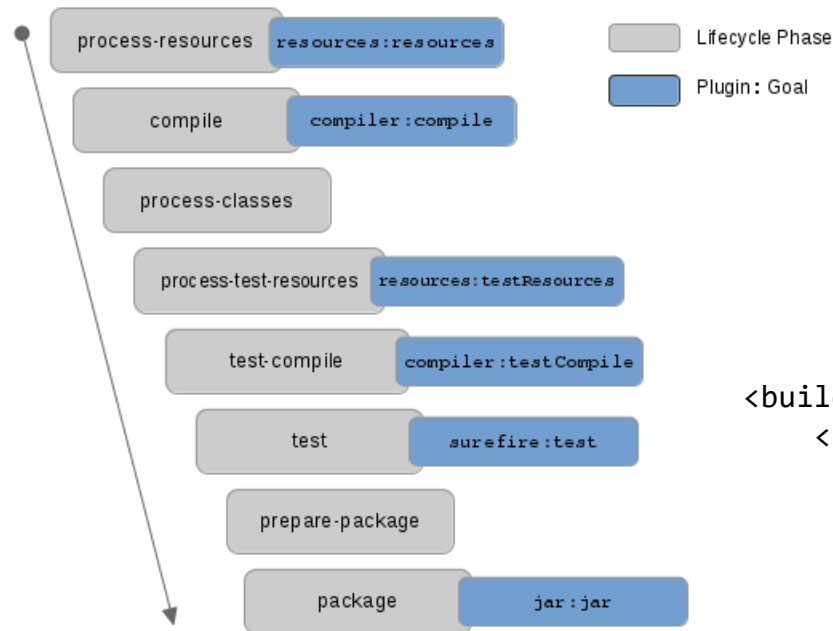 process-resources resources:resources
Lifecycle Phase
compile compiler:compile
Plugin: Goal
process-classes
process-test-resources resources:testResources
test-compile compiler:testCompile
<buil
<
test surefire:test
prepare-package
package jar:jar